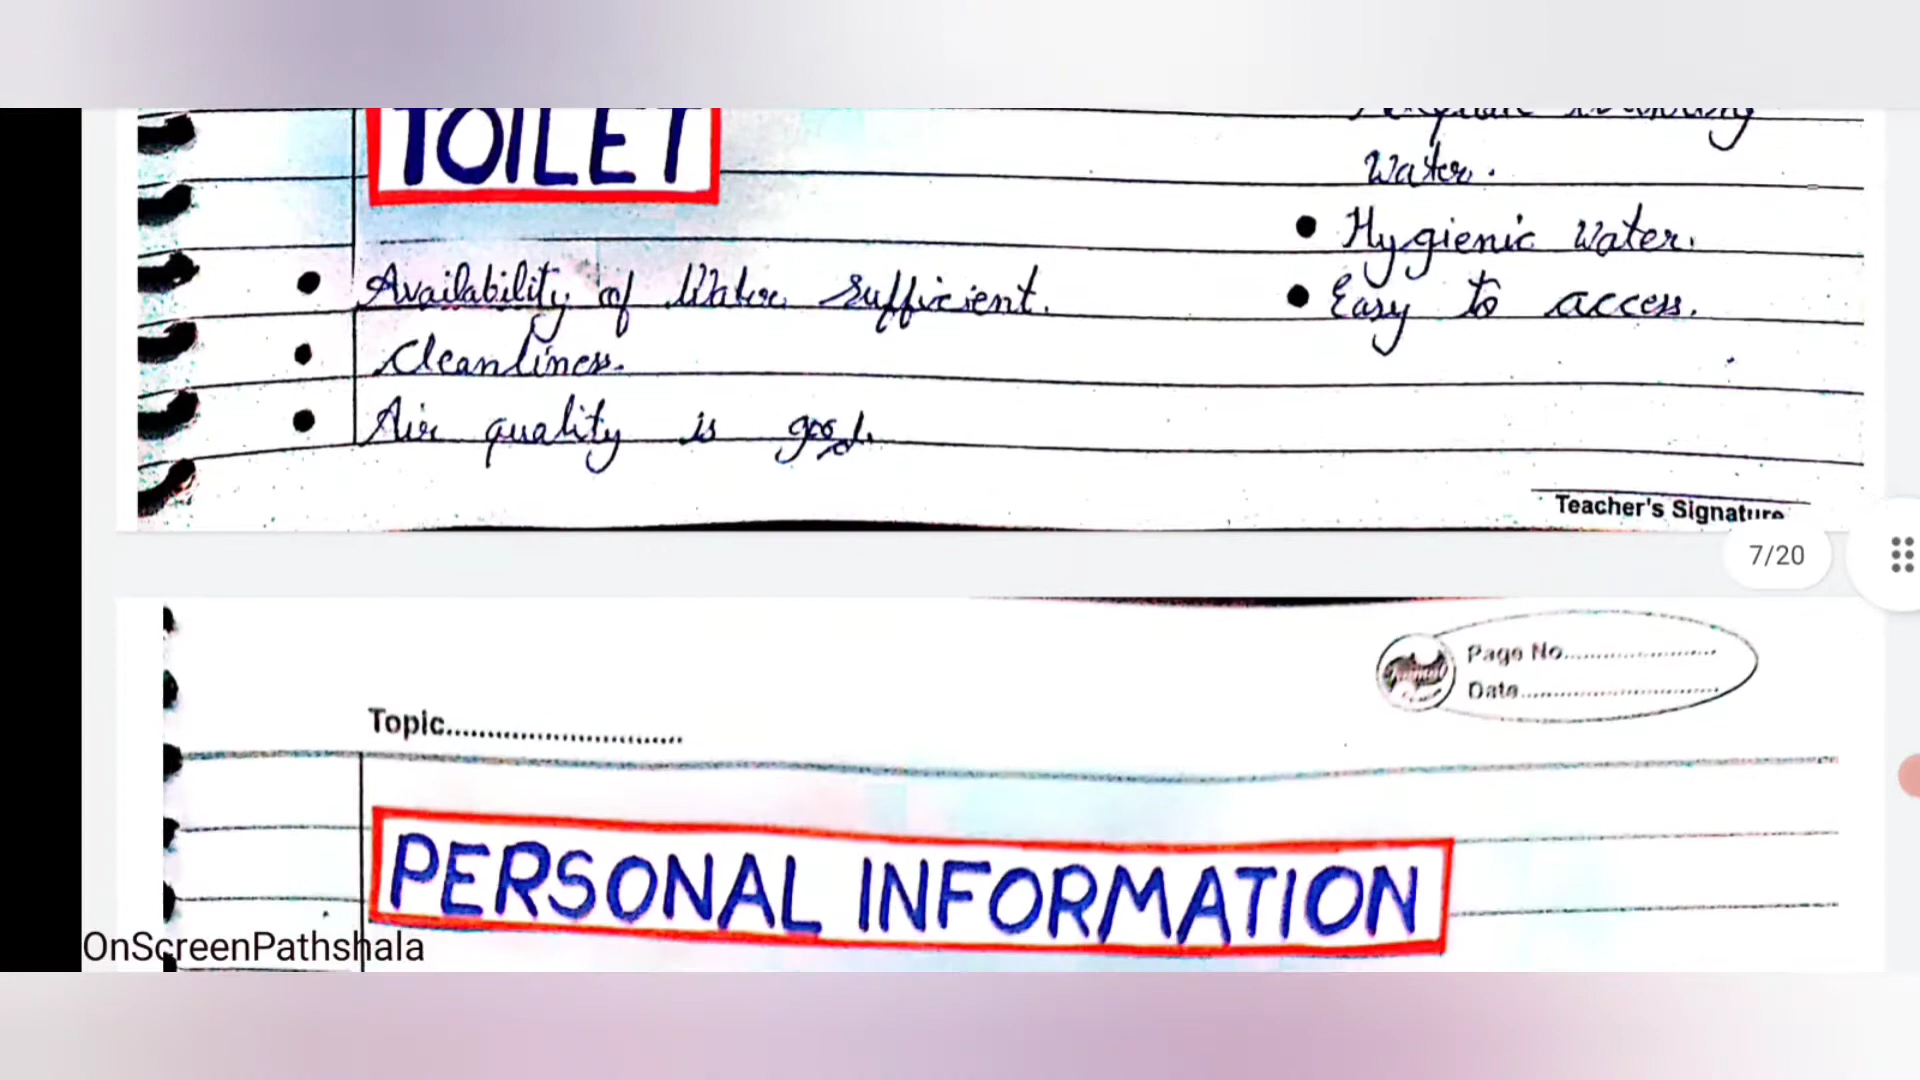 TOILET
Water.
• Hygienic Water.
• Easy to access.
• Availability of Water Sufficient.
• Cleanliness.
• Air quality is good.
Teacher's Signature
7/20
Page No..........................
Date..............................
Topic............................
PERSONAL INFORMATION
OnScreenPathshala